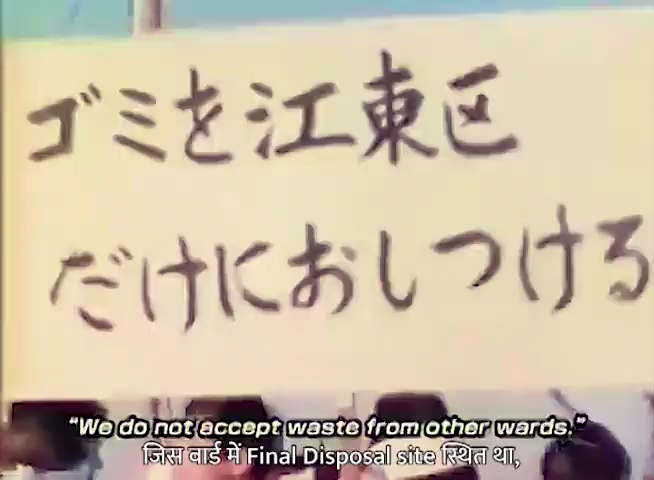 ゴミを江東区
だけにおしつける
“We do not accept waste from other wards.”
जिस वार्ड में Final Disposal site स्थित था,